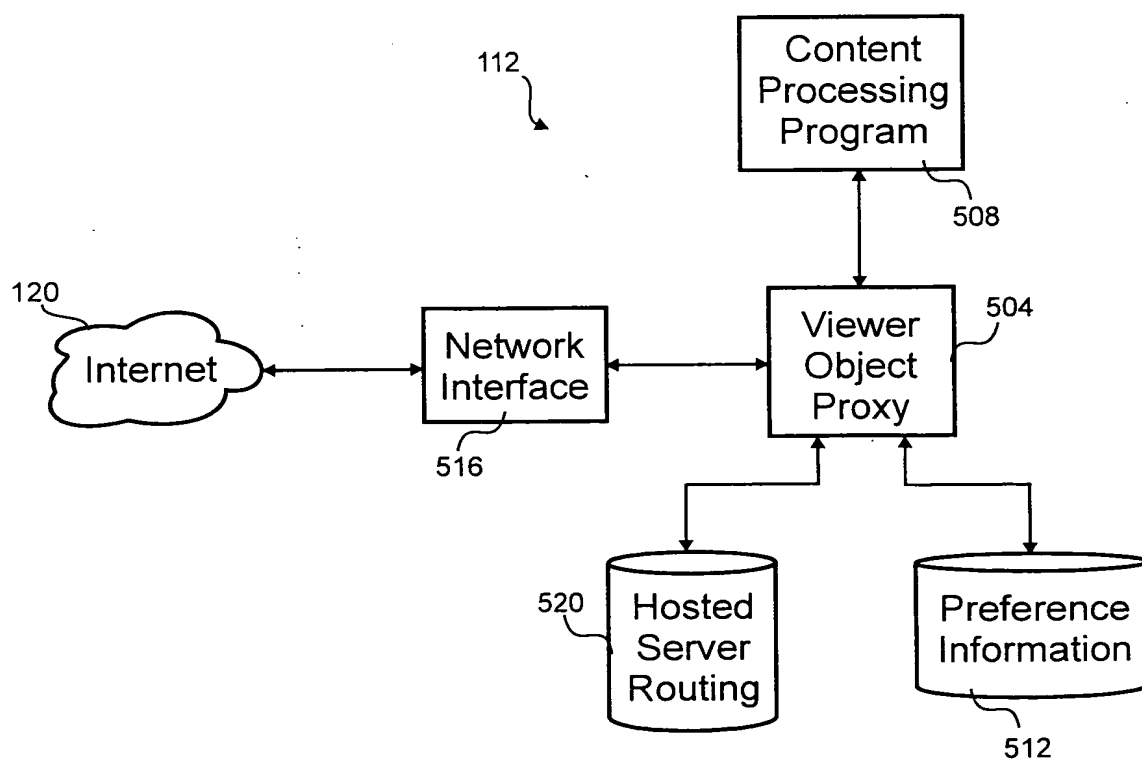 112
Content
Processing
Program
508
120
Internet
Network
Interface
516
Viewer
Object
Proxy
504
520
Hosted
Server
Routing
Preference
Information
512